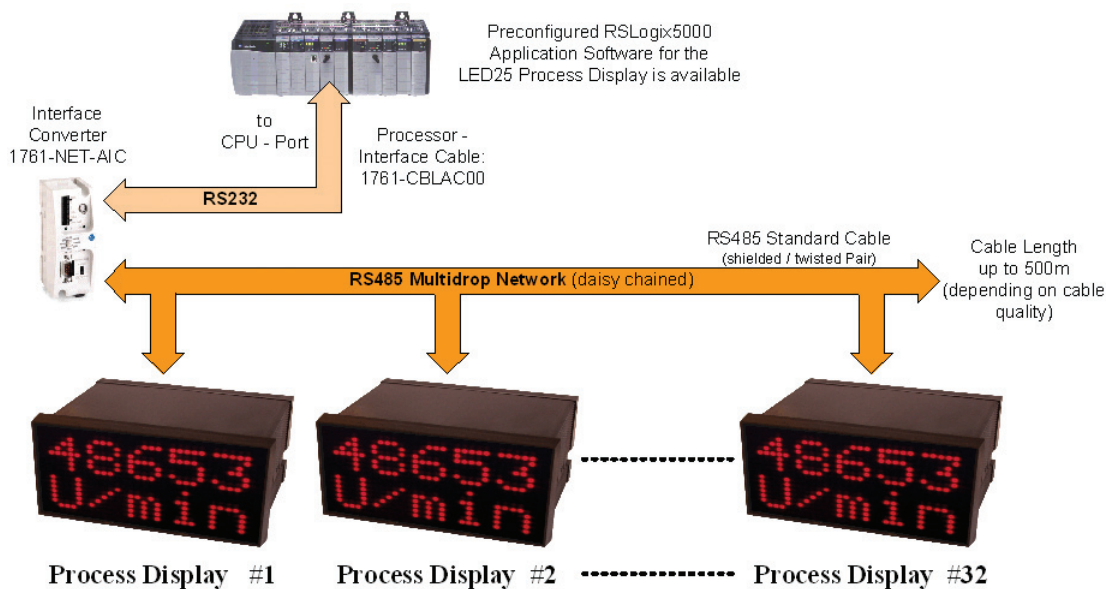 Preconfigured RSLogix5000
Application Software for the
LED25 Process Display is available
Interface
Converter
1761-NET-AIC
to
CPU - Port
Processor -
Interface Cable:
1761-CBLAC00
RS232
RS485 Standard Cable
(shielded / twisted Pair)
Cable Length
up to 500m
(depending on cable
quality)
RS485 Multidrop Network (daisy chained)
48653
U/min
48653
U/min
48653
U/min
Process Display #1
Process Display #2
Process Display #32